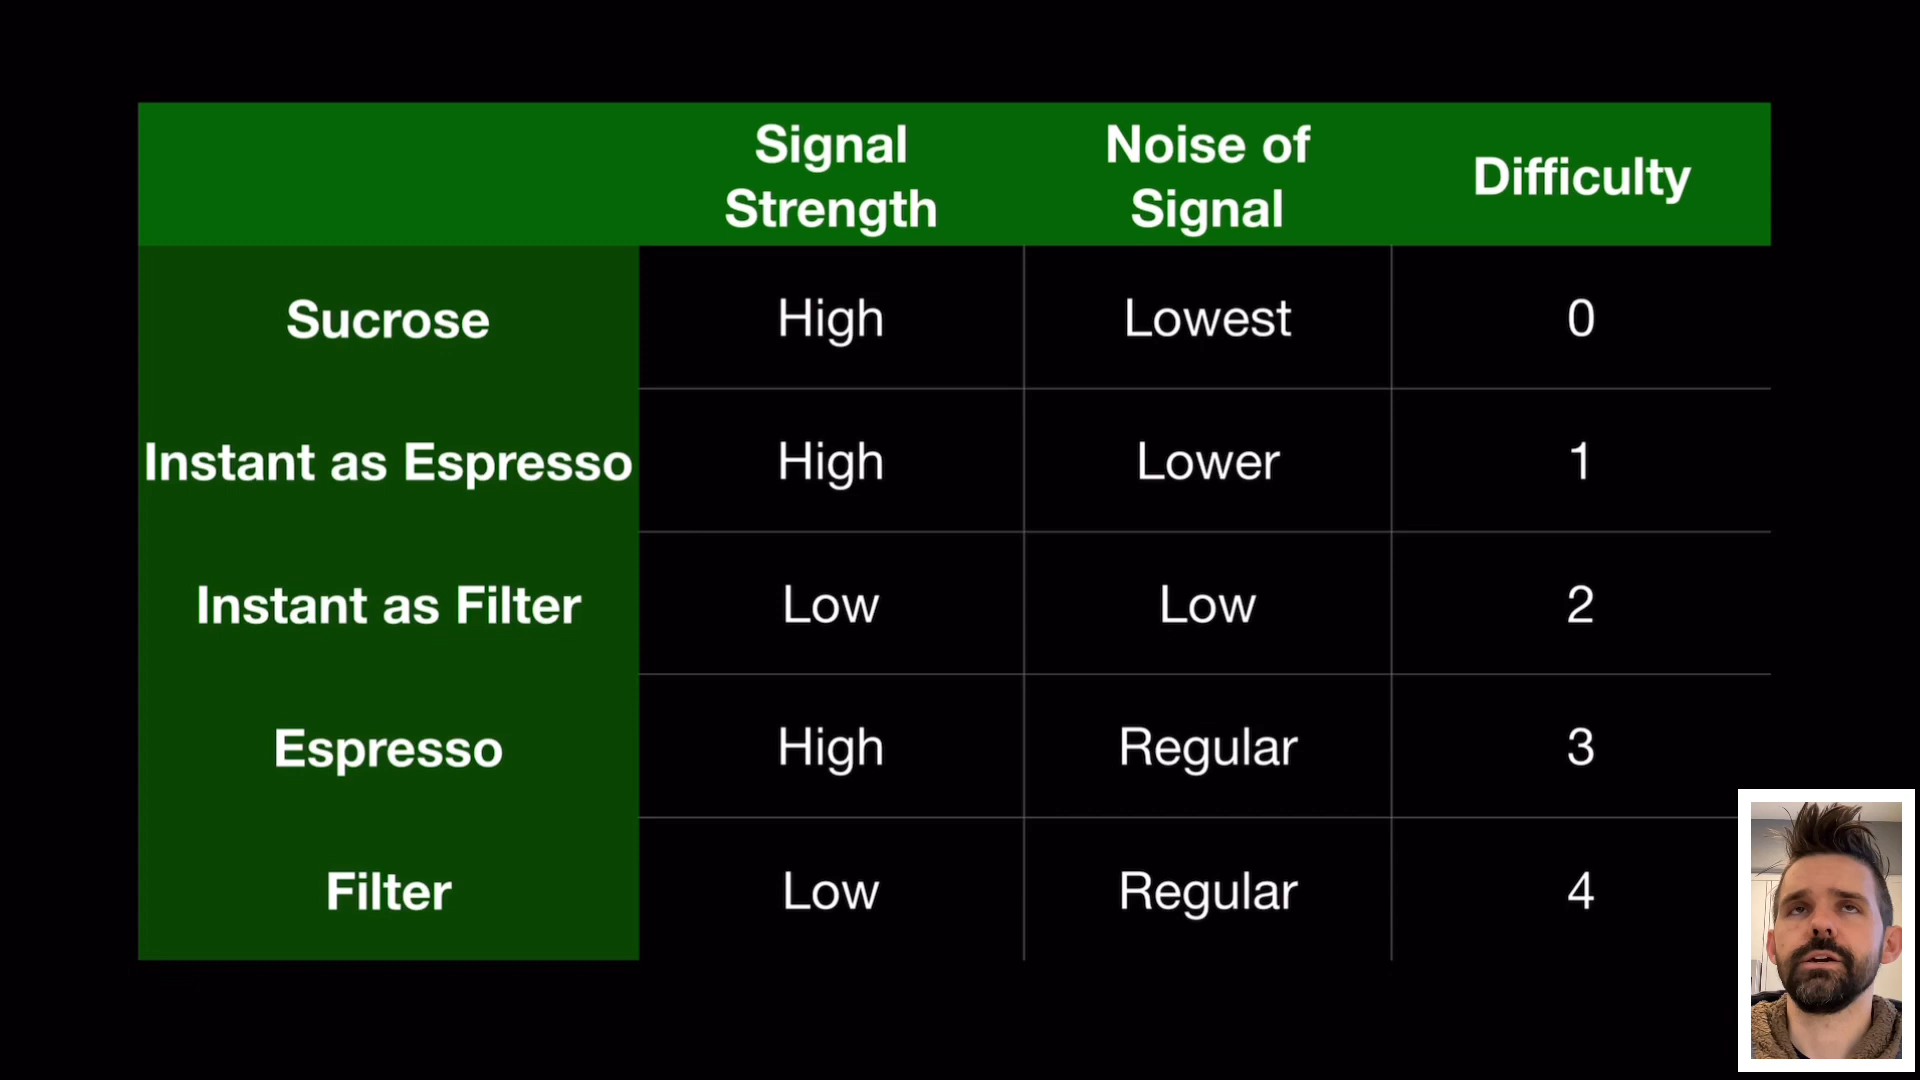 Signal Strength
Noise of Signal
Difficulty
Sucrose
High
Lowest
0
Instant as Espresso
High
Lower
1
Instant as Filter
Low
Low
2
Espresso
High
Regular
3
Filter
Low
Regular
4